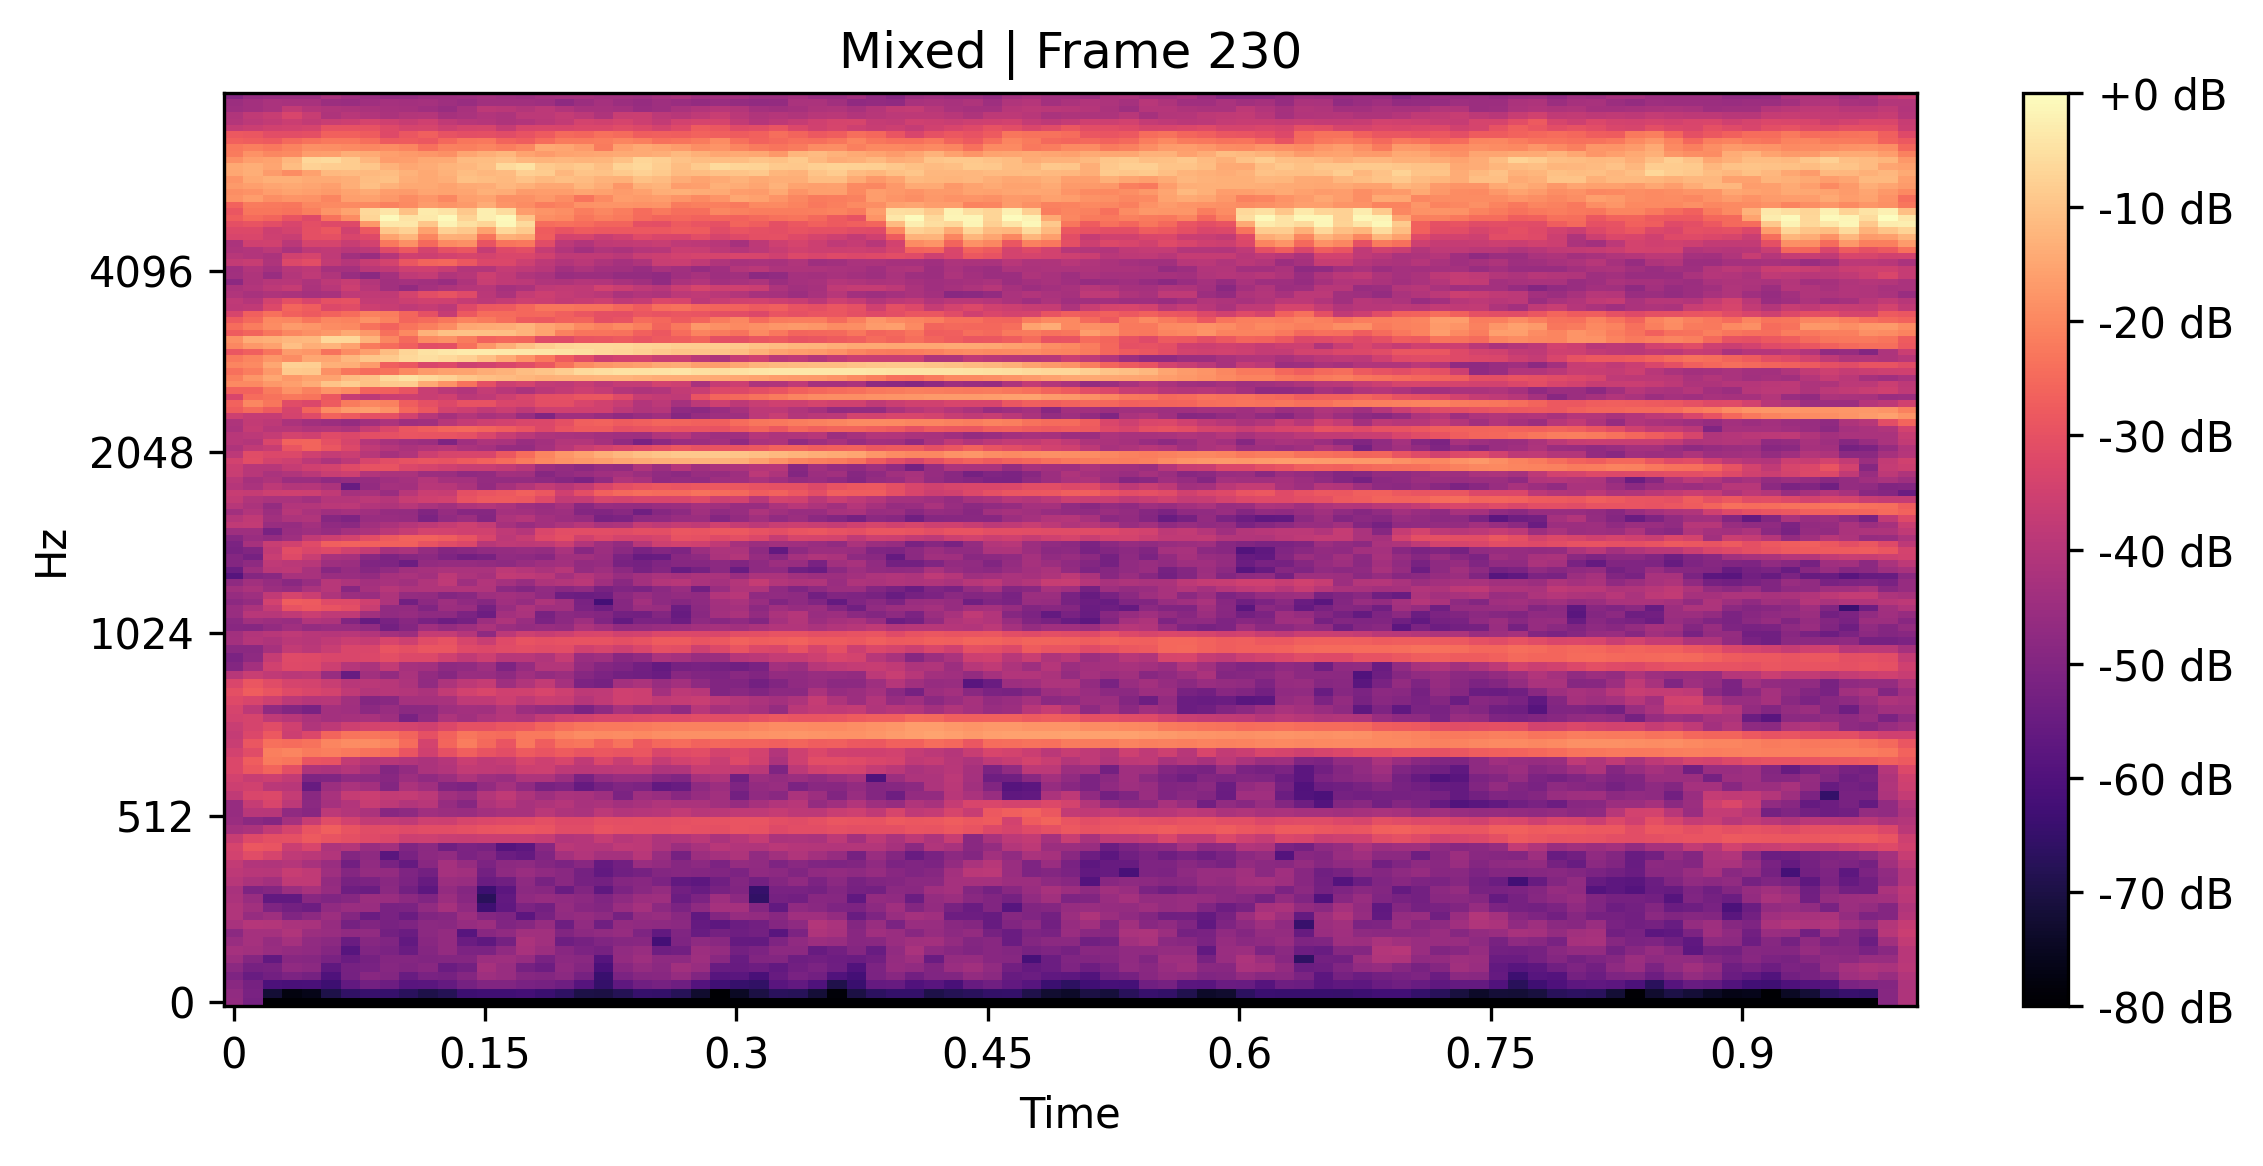 Mixed | Frame 230
+0 dB
-10 dB
-20 dB
-30 dB
-40 dB
-50 dB
-60 dB
-70 dB
-80 dB
Hz
4096
2048
1024
512
0
0 0.15 0.3 0.45 0.6 0.75 0.9
Time